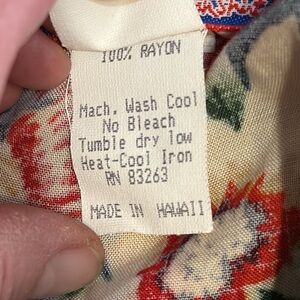 100% RAYON
Mach. Wash Cool
No Bleach
Tumble dry low
Heat-Cool Iron
RN 83263
MADE IN HAWAII